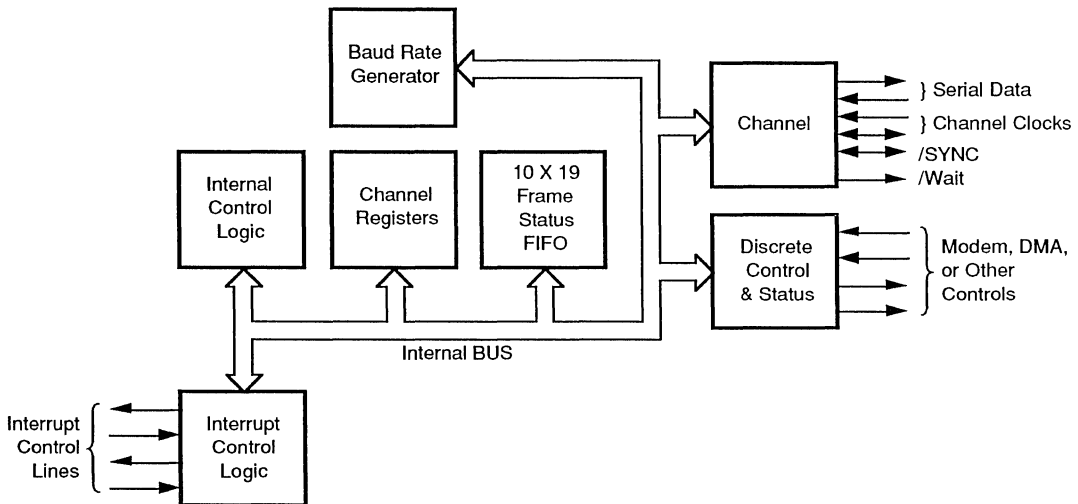 Baud Rate
Generator
Channel
} Serial Data
} Channel Clocks
/SYNC
/Wait
Internal
Control
Logic
Channel
Registers
10 X 19
Frame
Status
FIFO
Discrete
Control
& Status
Modem, DMA,
or Other
Controls
Internal BUS
Interrupt
Control
Lines
Interrupt
Control
Logic